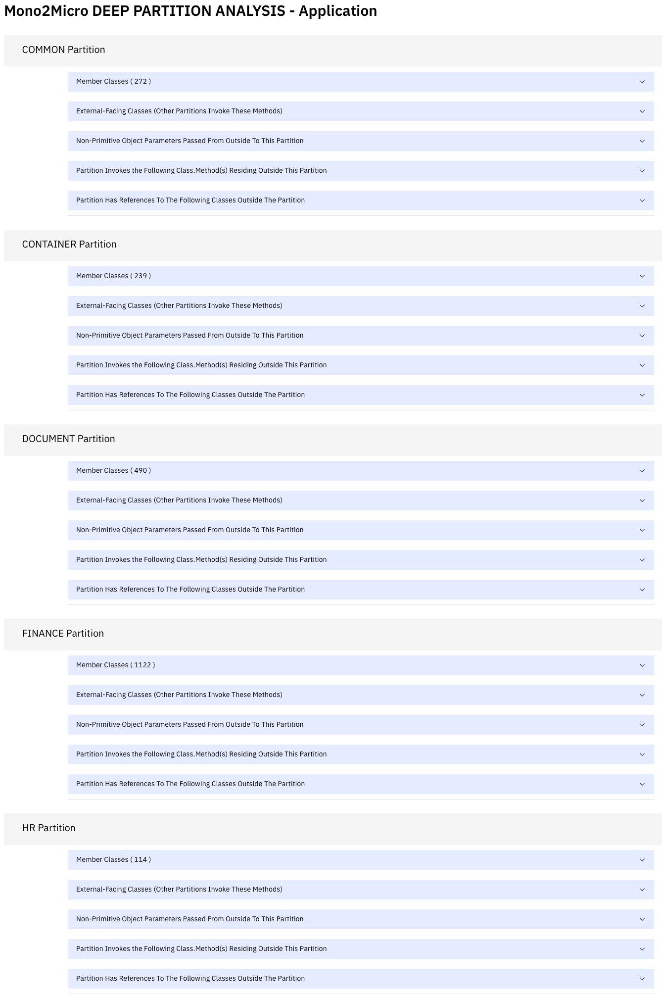 Mono2Micro DEEP PARTITION ANALYSIS - Application
COMMON Partition
Member Classes ( 272 )
External-Facing Classes (Other Partitions Invoke These Methods)
Non-Primitive Object Parameters Passed From Outside To This Partition
Partition Invokes the Following Class.Method(s) Residing Outside This Partition
Partition Has References To The Following Classes Outside The Partition
CONTAINER Partition
Member Classes ( 239 )
External-Facing Classes (Other Partitions Invoke These Methods)
Non-Primitive Object Parameters Passed From Outside To This Partition
Partition Invokes the Following Class.Method(s) Residing Outside This Partition
Partition Has References To The Following Classes Outside The Partition
DOCUMENT Partition
Member Classes ( 490 )
External-Facing Classes (Other Partitions Invoke These Methods)
Non-Primitive Object Parameters Passed From Outside To This Partition
Partition Invokes the Following Class.Method(s) Residing Outside This Partition
Partition Has References To The Following Classes Outside The Partition
FINANCE Partition
Member Classes ( 1122 )
External-Facing Classes (Other Partitions Invoke These Methods)
Non-Primitive Object Parameters Passed From Outside To This Partition
Partition Invokes the Following Class.Method(s) Residing Outside This Partition
Partition Has References To The Following Classes Outside The Partition
HR Partition
Member Classes ( 114 )
External-Facing Classes (Other Partitions Invoke These Methods)
Non-Primitive Object Parameters Passed From Outside To This Partition
Partition Invokes the Following Class.Method(s) Residing Outside This Partition
Partition Has References To The Following Classes Outside The Partition